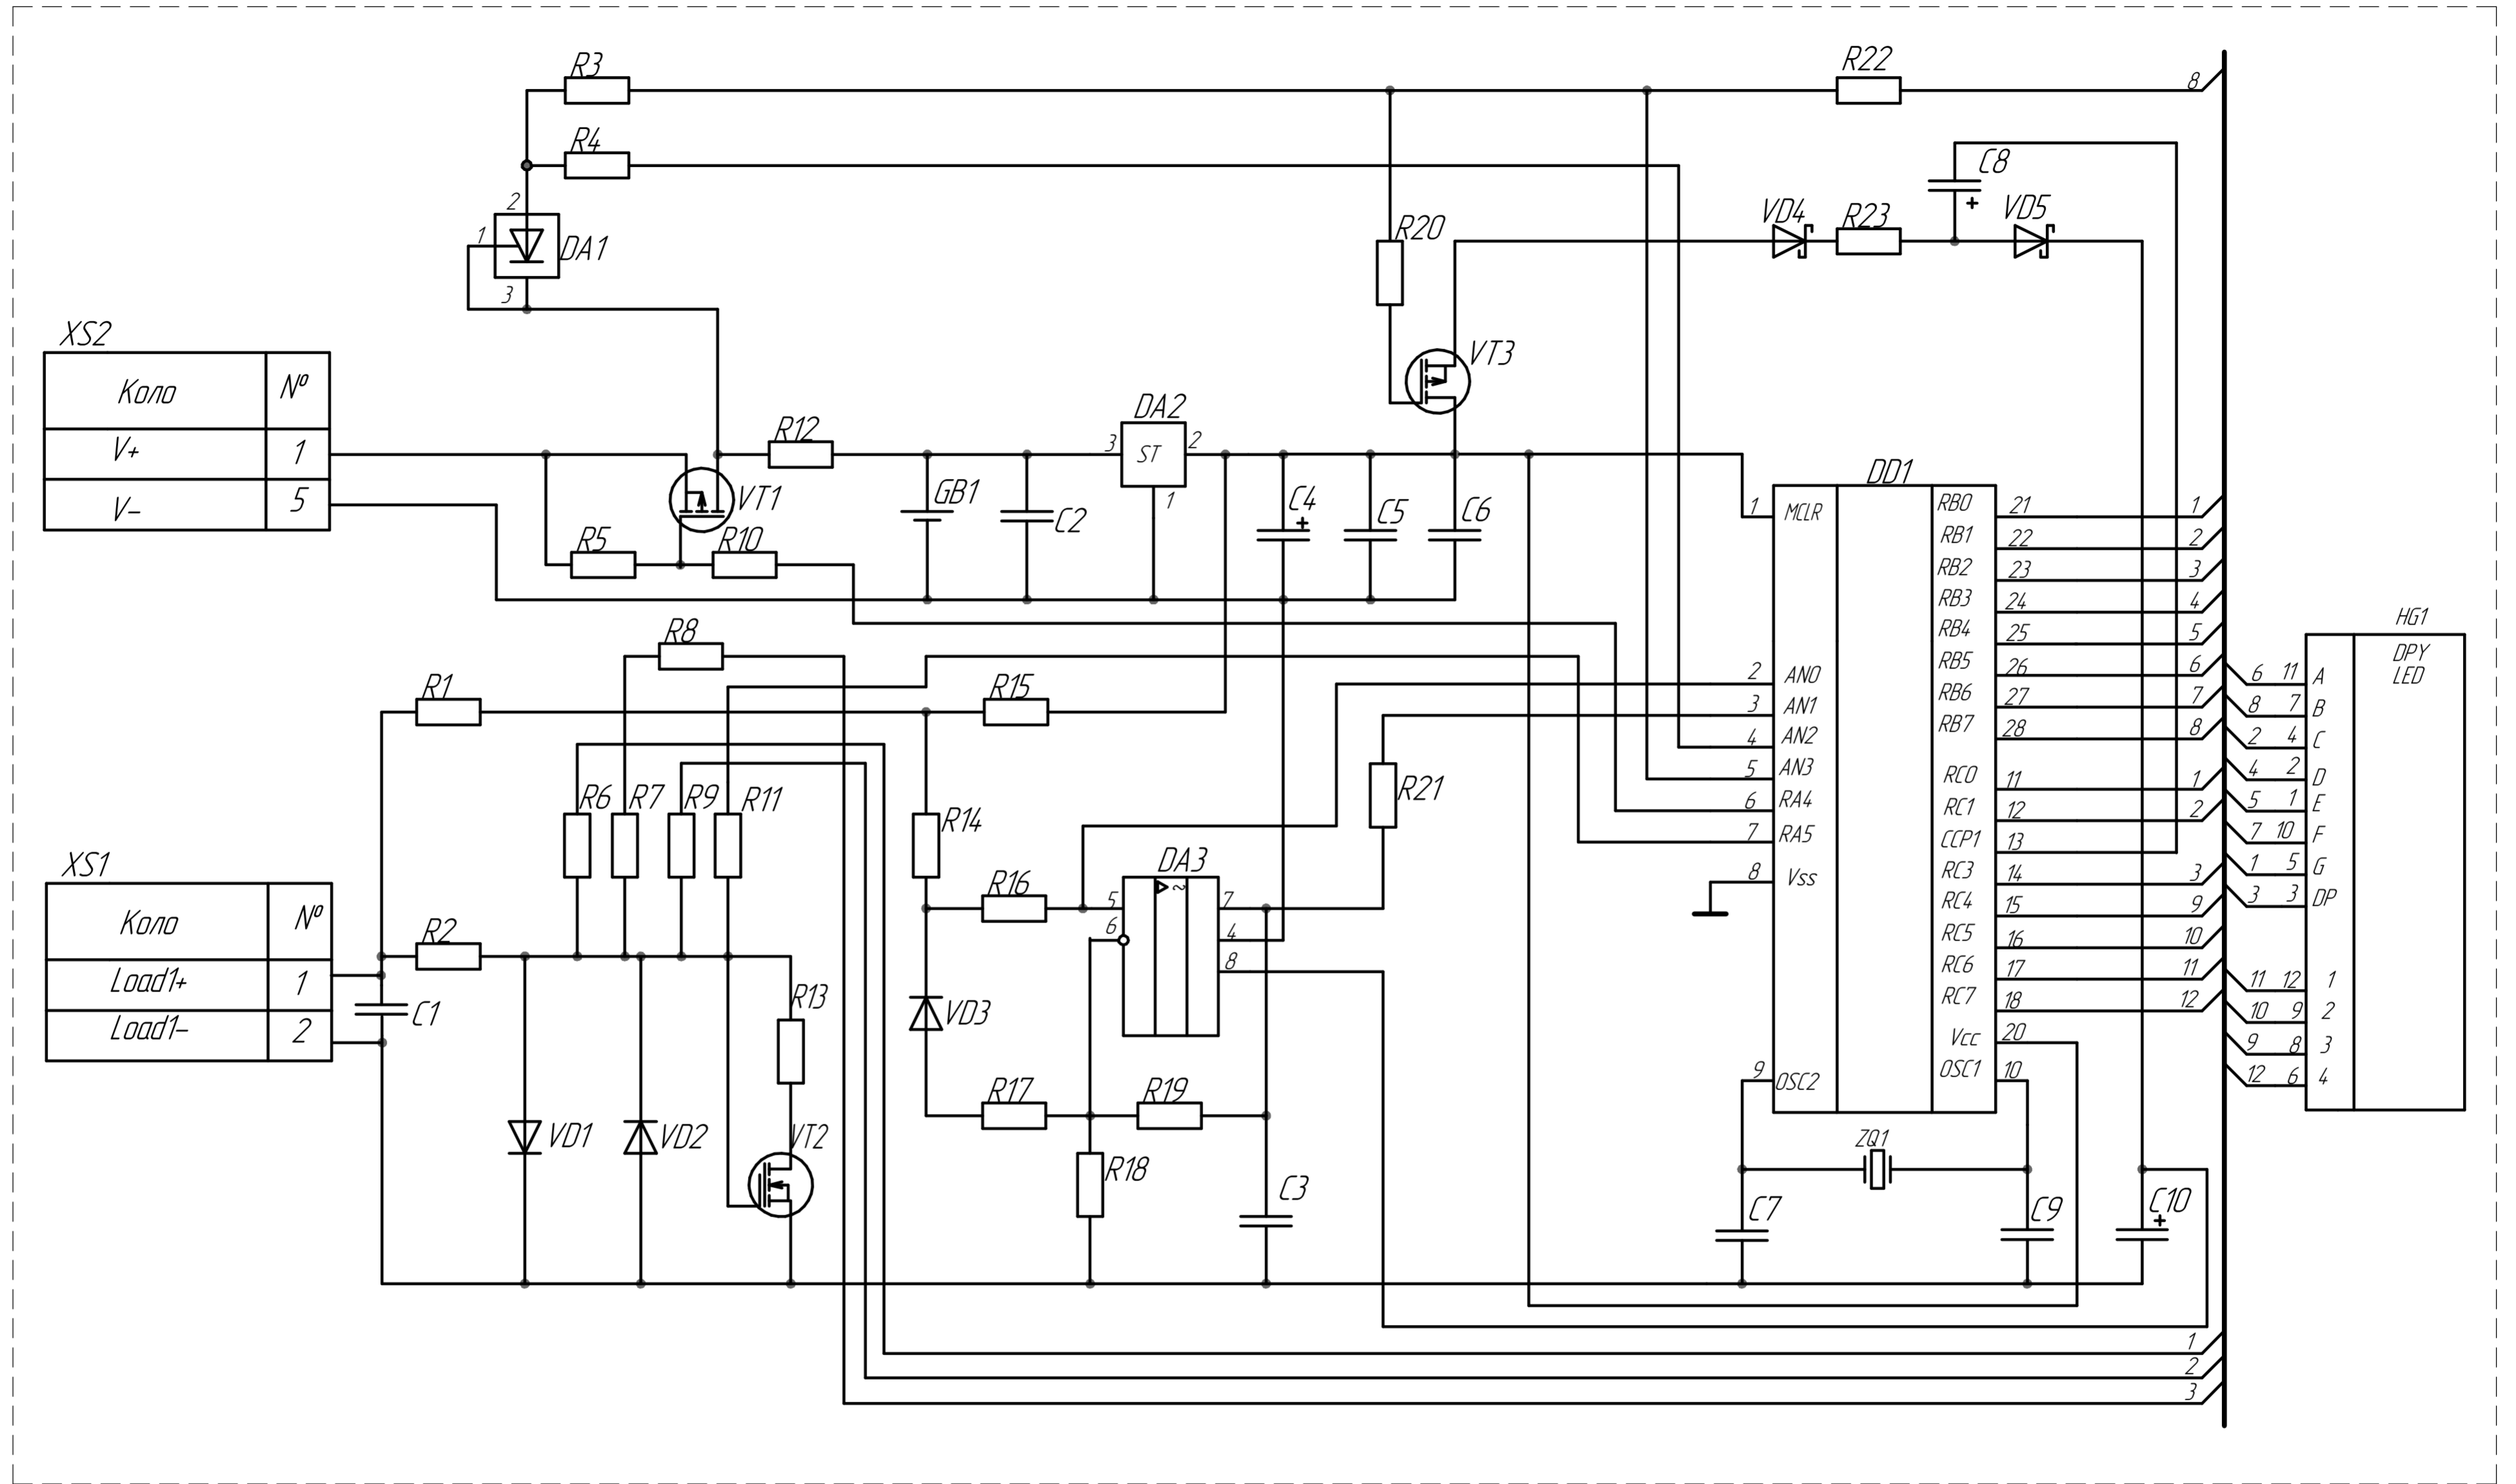 R3
R22
8
R4
C8
+
2
1
DA1
3
R20
VD4
R23
VD5
XS2
Коло
Nº
V+
1
V-
5
VT3
R12
DA2
3
ST
2
1
VT1
GB1
C2
C4
+
C5
C6
R5
R10
DD1
1
MCLR
RB0
21
1
RB1
22
2
RB2
23
3
RB3
24
4
RB4
25
5
RB5
26
6
RB6
27
7
RB7
28
8
2
AN0
3
AN1
4
AN2
5
AN3
6
RA4
7
RA5
8
Vss
RC0
11
1
RC1
12
2
CCP1
13
RC3
14
3
RC4
15
9
RC5
16
10
RC6
17
11
RC7
18
12
Vcc
20
9
OSC2
OSC1
10
HG1
DPY
LED
6 11 A
8 7 B
2 4 C
4 2 D
5 1 E
7 10 F
1 5 G
3 3 DP
11 12 1
10 9 2
9 8 3
12 6 4
R8
R1
R15
R6
R7
R9
R11
R14
R21
XS1
Коло
Nº
Load1+
1
Load1-
2
R2
C1
R16
DA3
5
6
~
7
4
8
R13
VD3
VD1
VD2
VT2
R17
R19
R18
C3
ZQ1
C7
C9
C10
+
1
2
3